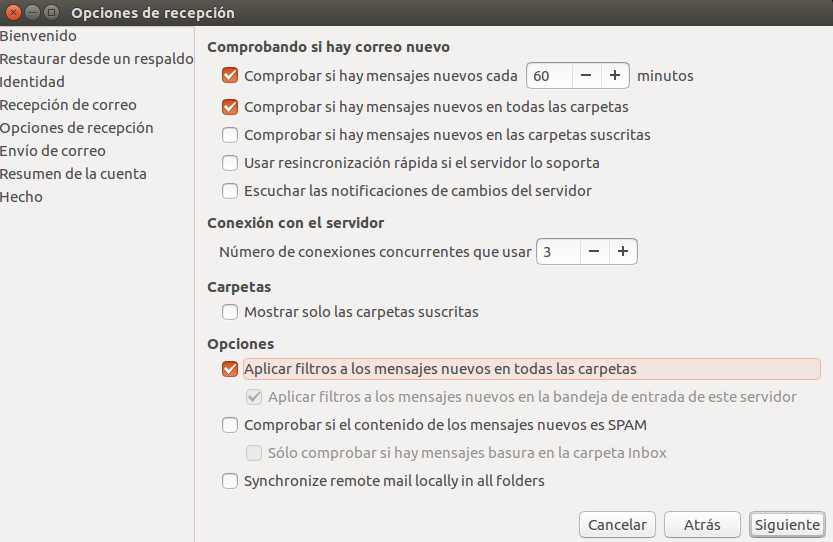 Opciones de recepción
Bienvenido
Restaurar desde un respaldo
Identidad
Recepción de correo
Opciones de recepción
Envío de correo
Resumen de la cuenta
Hecho
Comprobando si hay correo nuevo
Comprobar si hay mensajes nuevos cada 60 minutos
Comprobar si hay mensajes nuevos en todas las carpetas
Comprobar si hay mensajes nuevos en las carpetas suscritas
Usar resincronización rápida si el servidor lo soporta
Escuchar las notificaciones de cambios del servidor
Conexión con el servidor
Número de conexiones concurrentes que usar 3
Carpetas
Mostrar solo las carpetas suscritas
Opciones
Aplicar filtros a los mensajes nuevos en todas las carpetas
Aplicar filtros a los mensajes nuevos en la bandeja de entrada de este servidor
Comprobar si el contenido de los mensajes nuevos es SPAM
Sólo comprobar si hay mensajes basura en la carpeta Inbox
Synchronize remote mail locally in all folders
Cancelar Atrás Siguiente